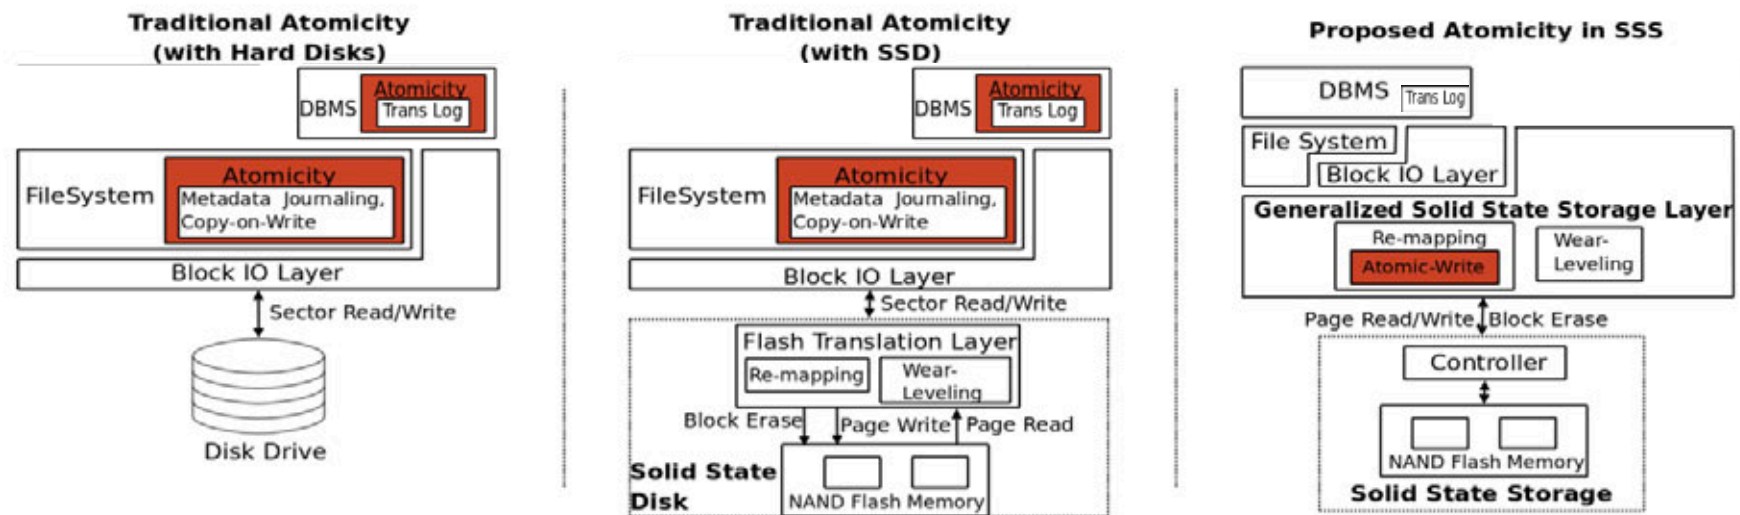 Traditional Atomicity
(with Hard Disks)
Atomicity
DBMS
Trans Log
Atomicity
FileSystem
Metadata Journaling,
Copy-on-Write
Block IO Layer
Sector Read/Write
Disk Drive
Traditional Atomicity
(with SSD)
Atomicity
DBMS
Trans Log
Atomicity
FileSystem
Metadata Journaling,
Copy-on-Write
Block IO Layer
Sector Read/Write
Flash Translation Layer
Re-mapping
Wear-
Leveling
Block Erase
Page Write
Page Read
Solid State
Disk
NAND Flash Memory
Proposed Atomicity in SSS
DBMS
Trans Log
File System
Block IO Layer
Generalized Solid State Storage Layer
Re-mapping
Atomic-Write
Wear-
Leveling
Page Read/Write
Block Erase
Controller
NAND Flash Memory
Solid State Storage